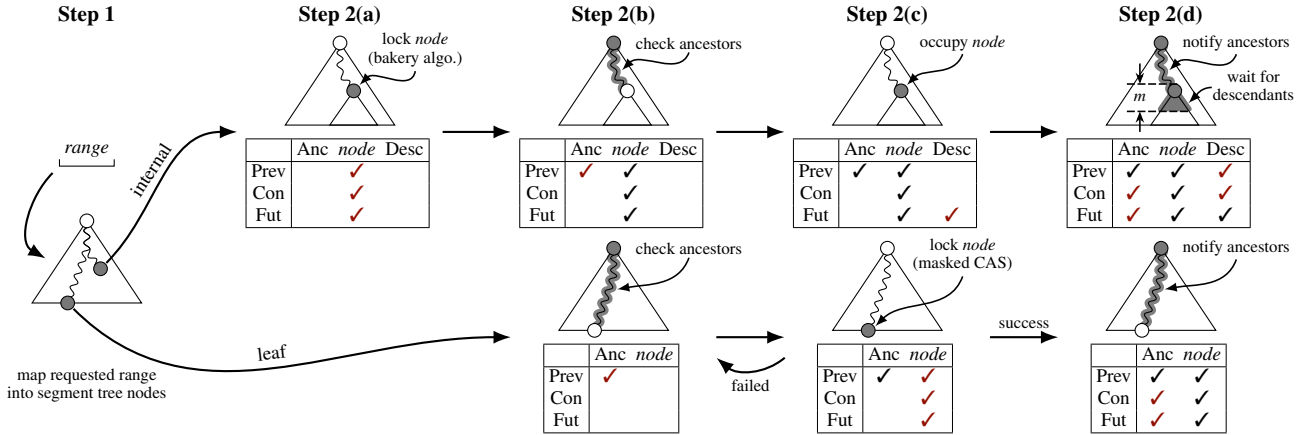 Step 1
Step 2(a)
Step 2(b)
Step 2(c)
Step 2(d)
lock node
(bakery algo.)
check ancestors
occupy node
notify ancestors
wait for
descendants
m
range
internal
Anc node Desc
Prev ✓
Con ✓
Fut ✓
Anc node Desc
Prev ✓ ✓
Con ✓
Fut ✓
Anc node Desc
Prev ✓ ✓
Con ✓
Fut ✓ ✓
Anc node Desc
Prev ✓ ✓ ✓
Con ✓ ✓ ✓
Fut ✓ ✓ ✓
check ancestors
lock node
(masked CAS)
notify ancestors
leaf
failed
success
map requested range
into segment tree nodes
Anc node
Prev ✓
Con
Fut
Anc node
Prev ✓ ✓
Con ✓
Fut ✓
Anc node
Prev ✓ ✓
Con ✓ ✓
Fut ✓ ✓